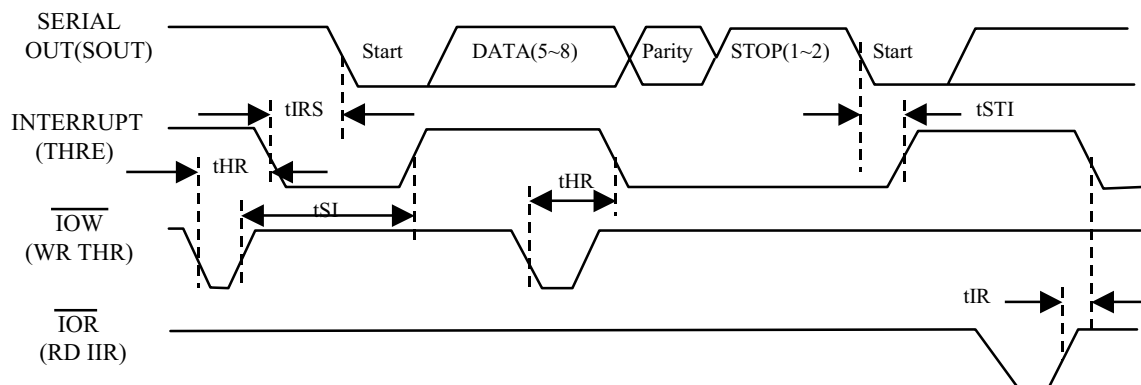 SERIAL
OUT(SOUT)
Start
DATA(5~8)
Parity
STOP(1~2)
Start
tIRS
tSTI
INTERRUPT
(THRE)
tHR
tHR
IOW
(WR THR)
tSI
tIR
IOR
(RD IIR)